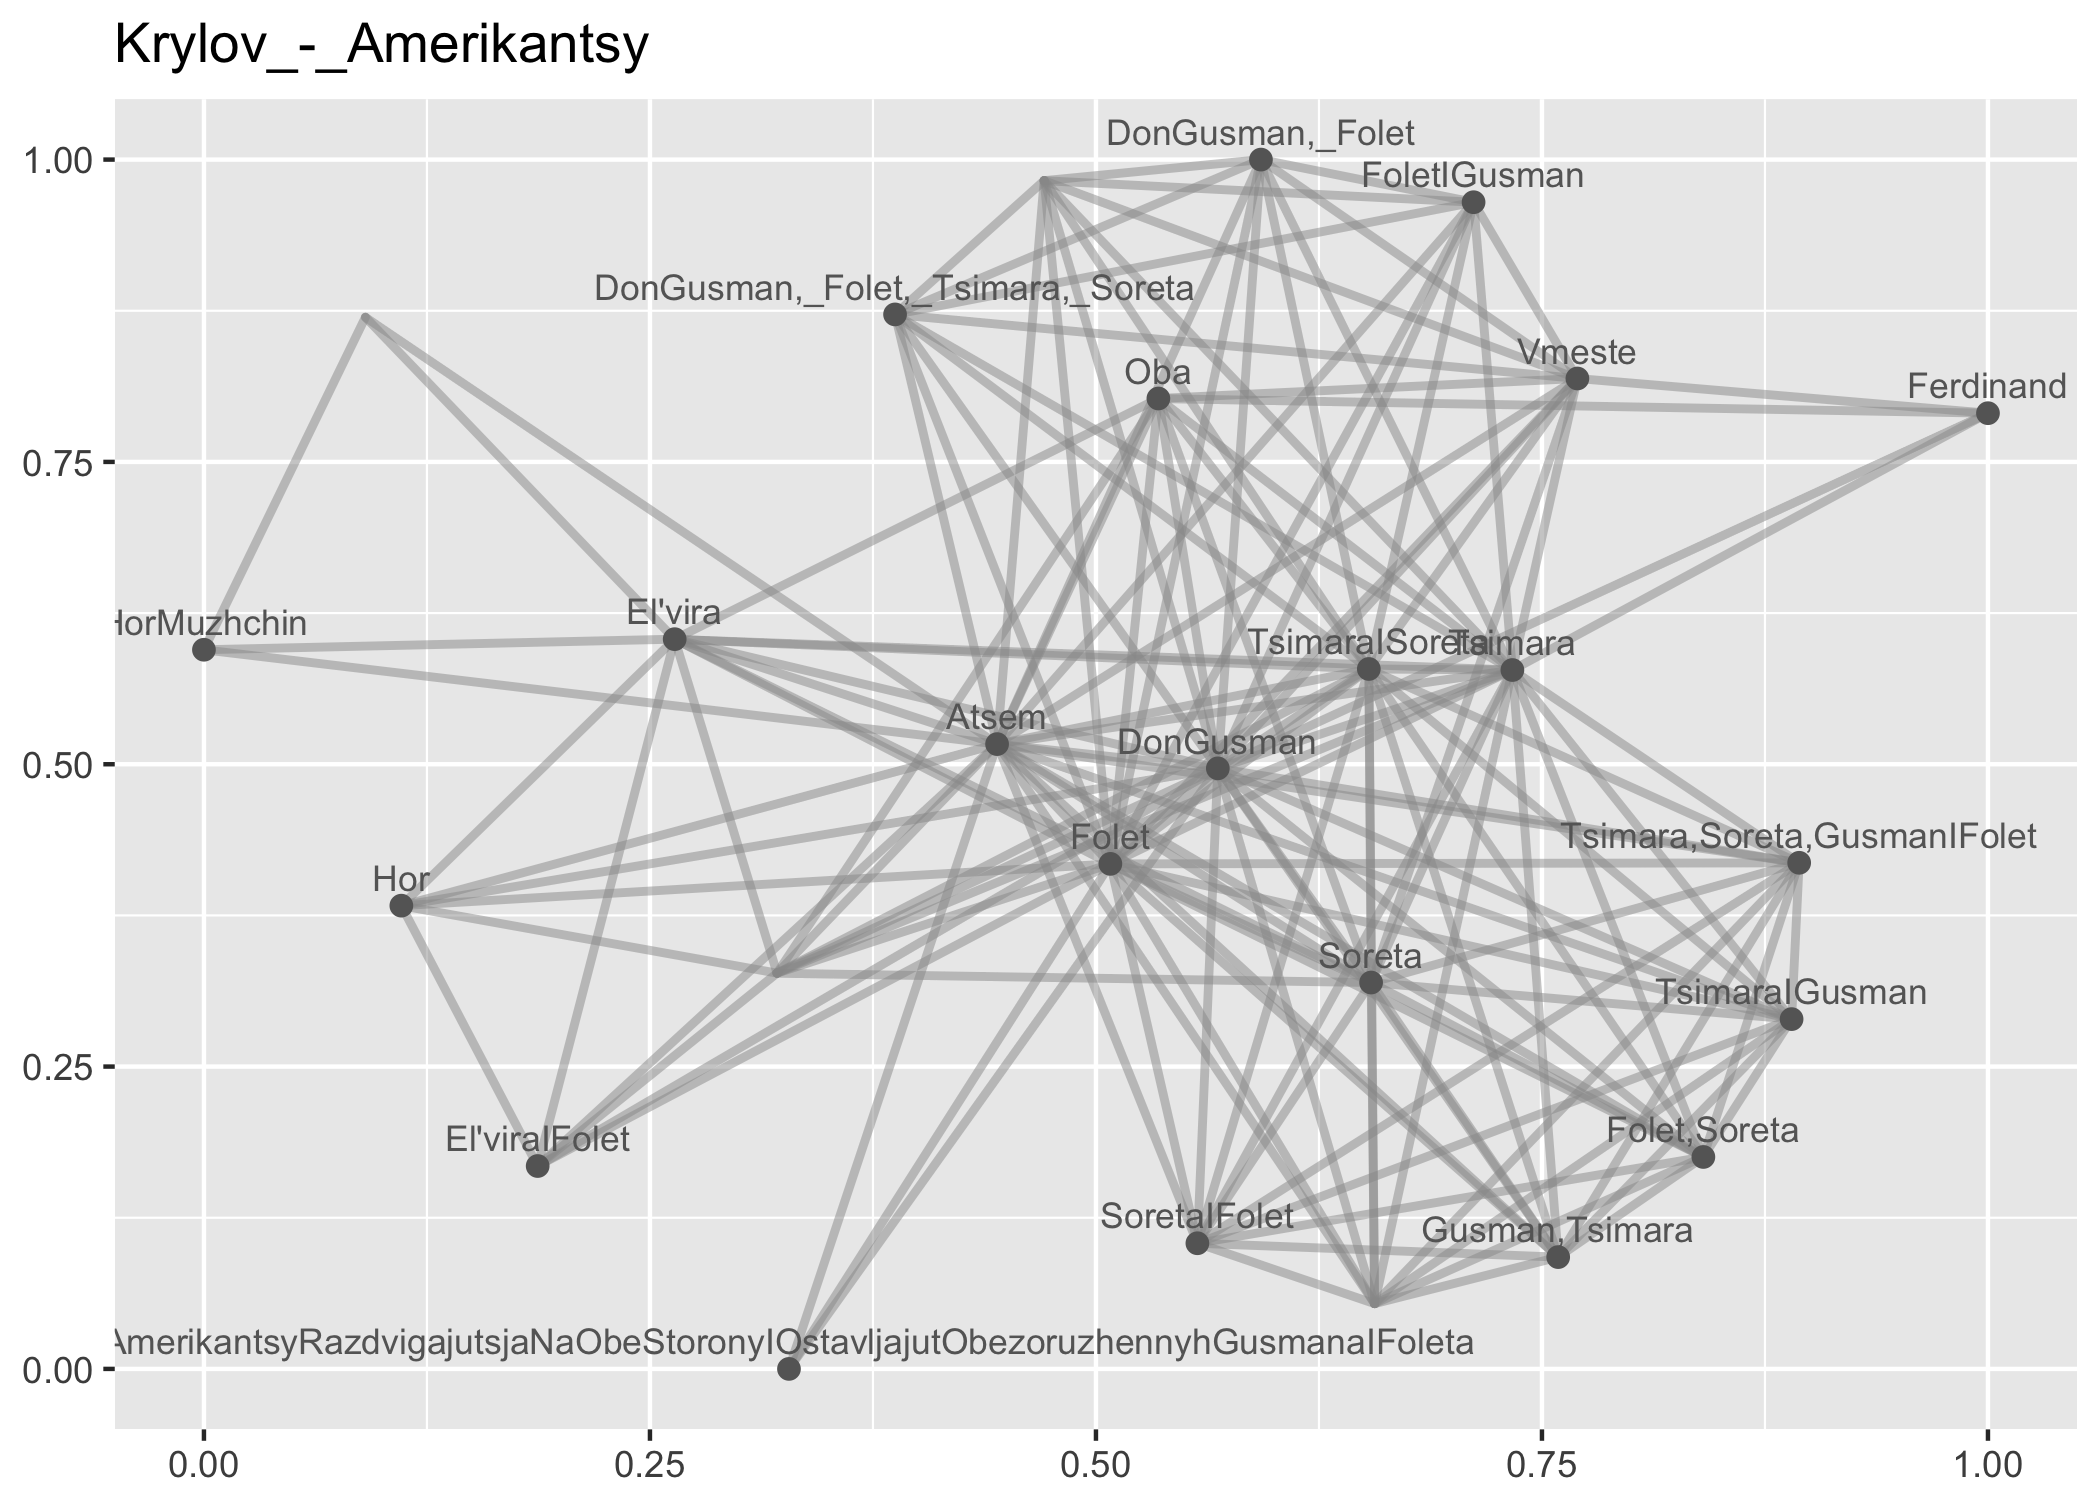 Krylov_-_Amerikantsy
DonGusman,_Folet
1.00
FoletIGusman
DonGusman,_Folet,_Tsimara,_Soreta
Vmeste
Oba
Ferdinand
0.75
HorMuzhchin
El'vira
TsimaraISoreta
Tsimara
Atsem
DonGusman
0.50
Folet
Tsimara,Soreta,GusmanIFolet
Hor
Soreta
TsimaraIGusman
0.25
El'viraIFolet
Folet,Soreta
SoretaIFolet
Gusman,Tsimara
AmerikantsyRazdvigajutsjaNaObeStoronyIOstavljajutObezoruzhennyhGusmanaIFoleta
0.00
0.00 0.25 0.50 0.75 1.00